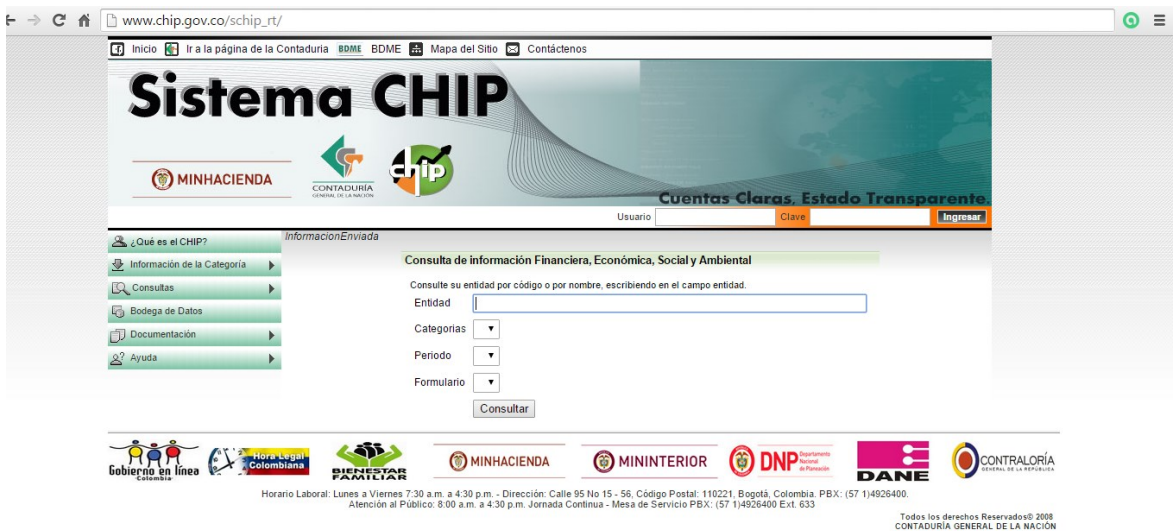 www.chip.gov.co/schip_rt/
Inicio Ir a la página de la Contaduria BDME BDME Mapa del Sitio Contáctenos
Sistema CHIP
MINHACIENDA
CONTADURÍA
GENERAL DE LA NACIÓN
chip
Cuentas Claras, Estado Transparente.
Usuario Clave Ingresar
¿Qué es el CHIP?
Información de la Categoría
Consultas
Bodega de Datos
Documentación
Ayuda
InformacionEnviada
Consulta de información Financiera, Económica, Social y Ambiental
Consulte su entidad por código o por nombre, escribiendo en el campo entidad.
Entidad
Categorias
Periodo
Formulario
Consultar
Gobierno en línea
Colombia
Hora Legal
Colombiana
BIENESTAR
FAMILIAR
MINHACIENDA
MININTERIOR
DNP Departamento
Nacional
de Planeación
DANE
CONTRALORÍA
GENERAL DE LA REPÚBLICA
Horario Laboral: Lunes a Viernes 7:30 a.m. a 4:30 p.m. - Dirección: Calle 95 No 15 - 56, Código Postal: 110221, Bogotá, Colombia. PBX: (57 1)4926400.
Atención al Público: 8:00 a.m. a 4:30 p.m. Jornada Continua - Mesa de Servicio PBX: (57 1)4926400 Ext. 633
Todos los derechos Reservados© 2008
CONTADURÍA GENERAL DE LA NACIÓN